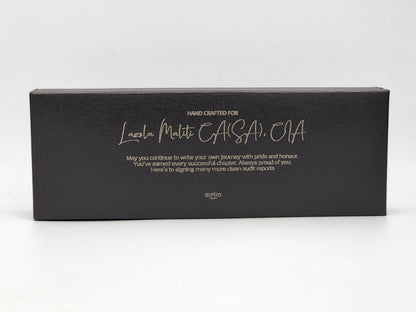 HAND CRAFTED FOR
Lazola Maliti CA(SA), CIA
May you continue to write your own journey with pride and honour.
You've earned every successful chapter. Always proud of you.
Here's to signing many more clean audit reports